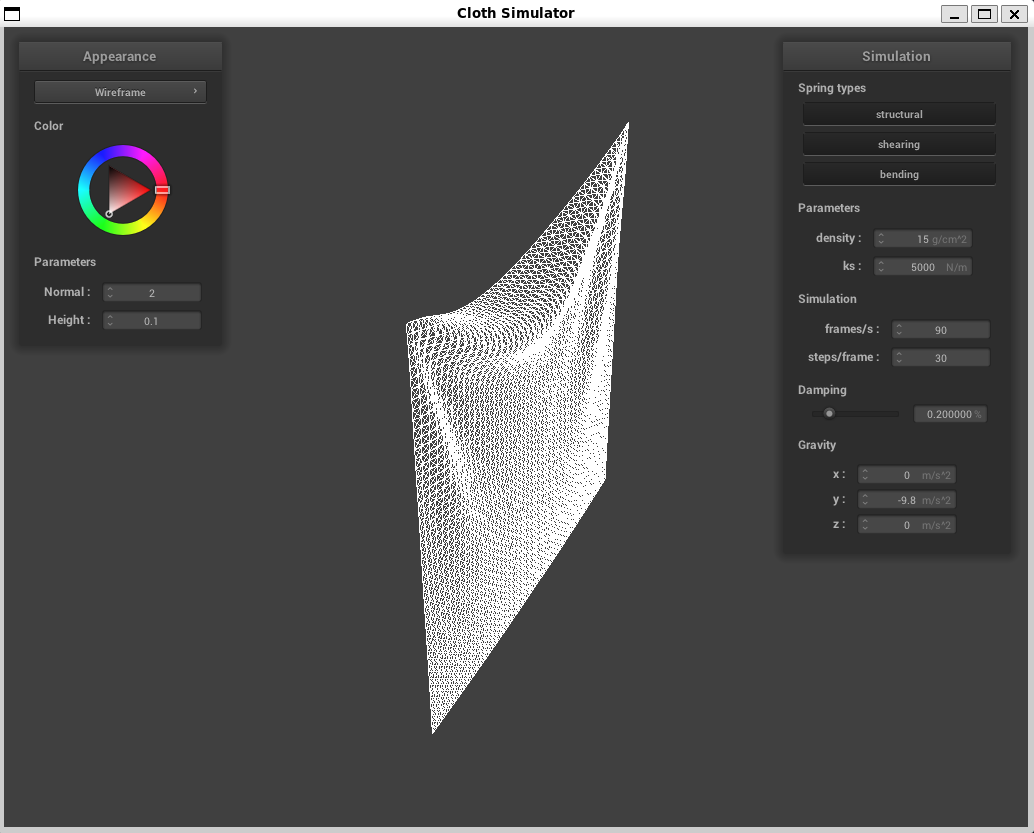 Cloth Simulator
Appearance
Wireframe
Color
Parameters
Normal : 2
Height : 0.1
Simulation
Spring types
structural
shearing
bending
Parameters
density : 15 g/cm^2
ks : 5000 N/m
Simulation
frames/s : 90
steps/frame : 30
Damping
0.200000 %
Gravity
x : 0 m/s^2
y : -9.8 m/s^2
z : 0 m/s^2